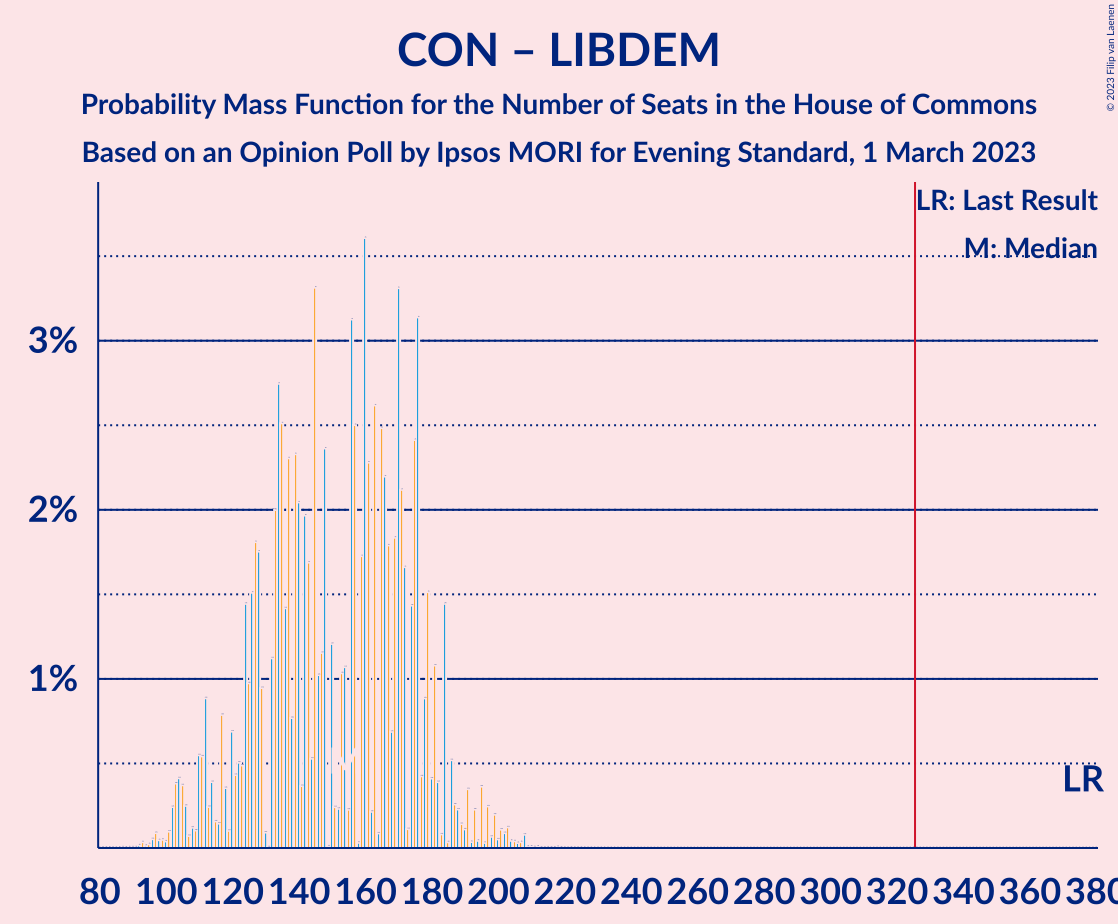 CON – LIBDEM
Probability Mass Function for the Number of Seats in the House of Commons
Based on an Opinion Poll by Ipsos MORI for Evening Standard, 1 March 2023
© 2023 Filip van Laenen
LR: Last Result
M: Median
3%
2%
1%
LR
80 100 120 140 160 180 200 220 240 260 280 300 320 340 360 380